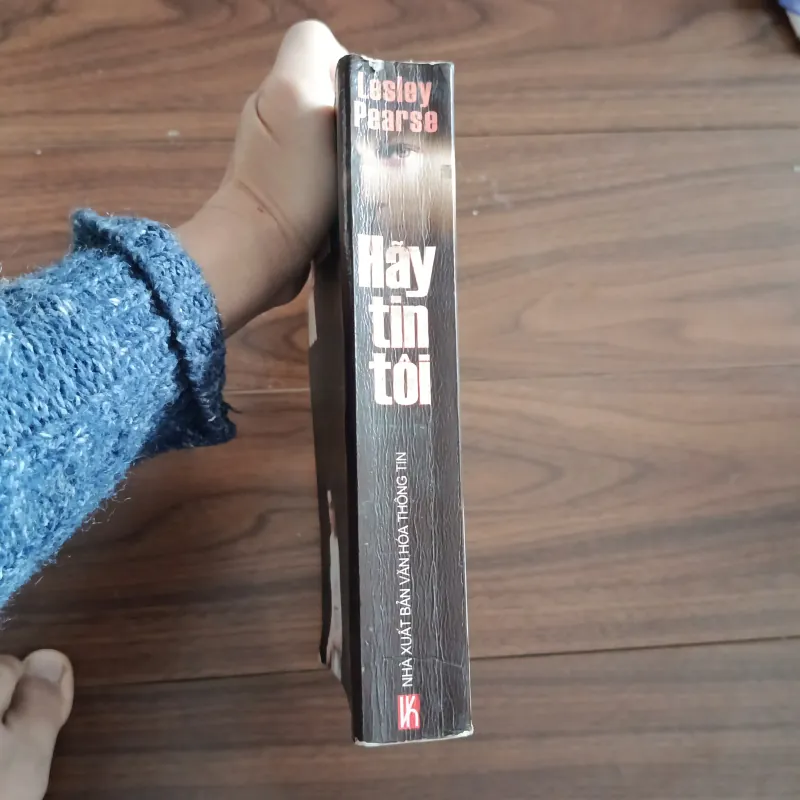 Lesley
Pearse
Hãy
tin
tôi
NHÀ XUẤT BẢN VĂN HÓA THÔNG TIN